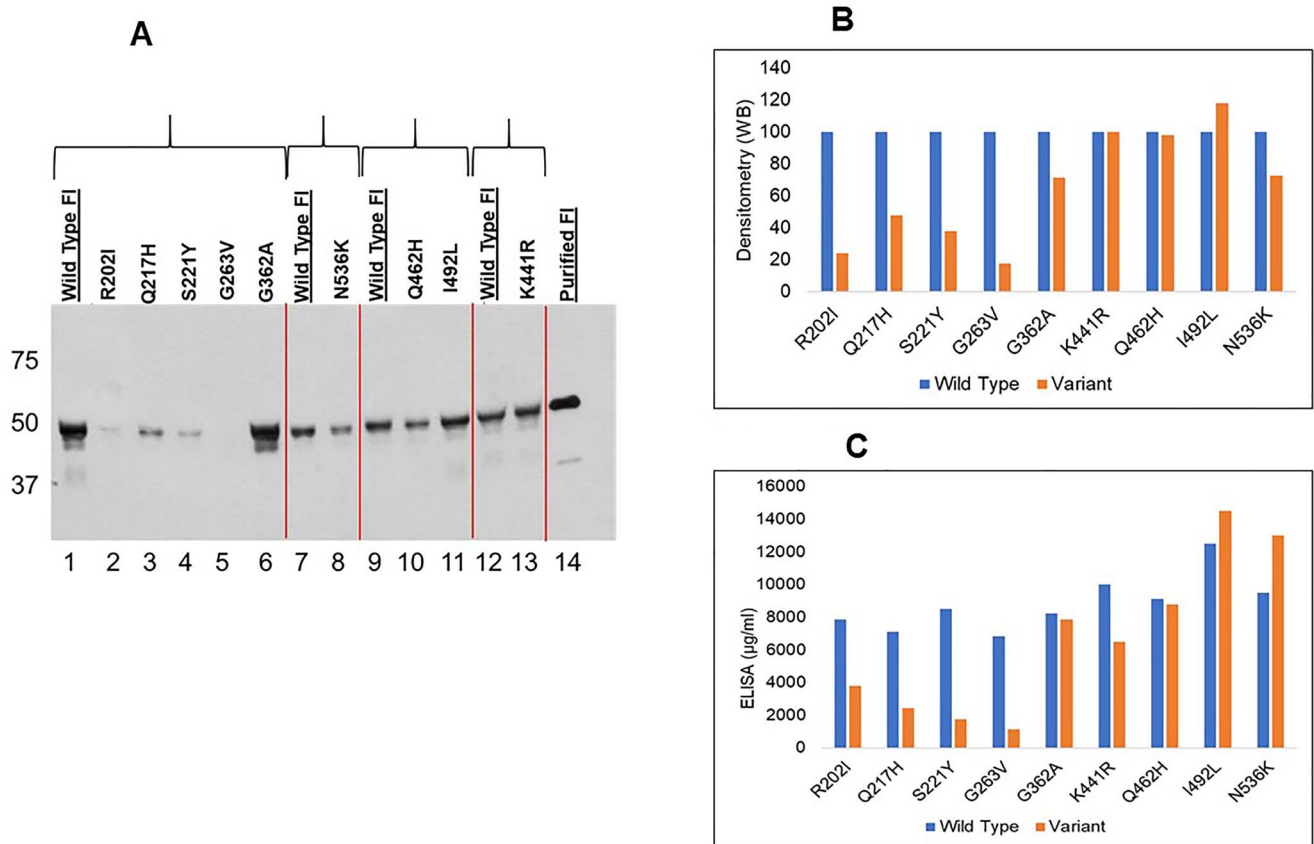 A
Wild Type FI
R202I
Q217H
S221Y
G263V
G362A
Wild Type FI
N536K
Wild Type FI
Q462H
I492L
Wild Type FI
K441R
Purified FI
75
50
37
1 2 3 4 5 6 7 8 9 10 11 12 13 14
B
Densitometry (WB)
140
120
100
80
60
40
20
0
R202I
Q217H
S221Y
G263V
G362A
K441R
Q462H
I492L
N536K
Wild Type Variant
C
ELISA (µg/ml)
16000
14000
12000
10000
8000
6000
4000
2000
0
R202I
Q217H
S221Y
G263V
G362A
K441R
Q462H
I492L
N536K
Wild Type Variant